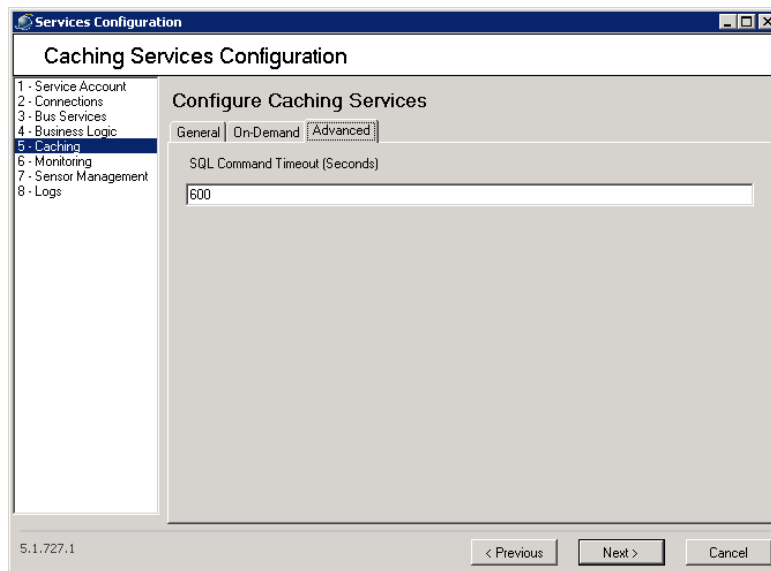 Services Configuration
Caching Services Configuration
1 - Service Account
2 - Connections
3 - Bus Services
4 - Business Logic
5 - Caching
6 - Monitoring
7 - Sensor Management
8 - Logs
Configure Caching Services
General On-Demand Advanced
SQL Command Timeout (Seconds)
600
5.1.727.1
< Previous Next > Cancel